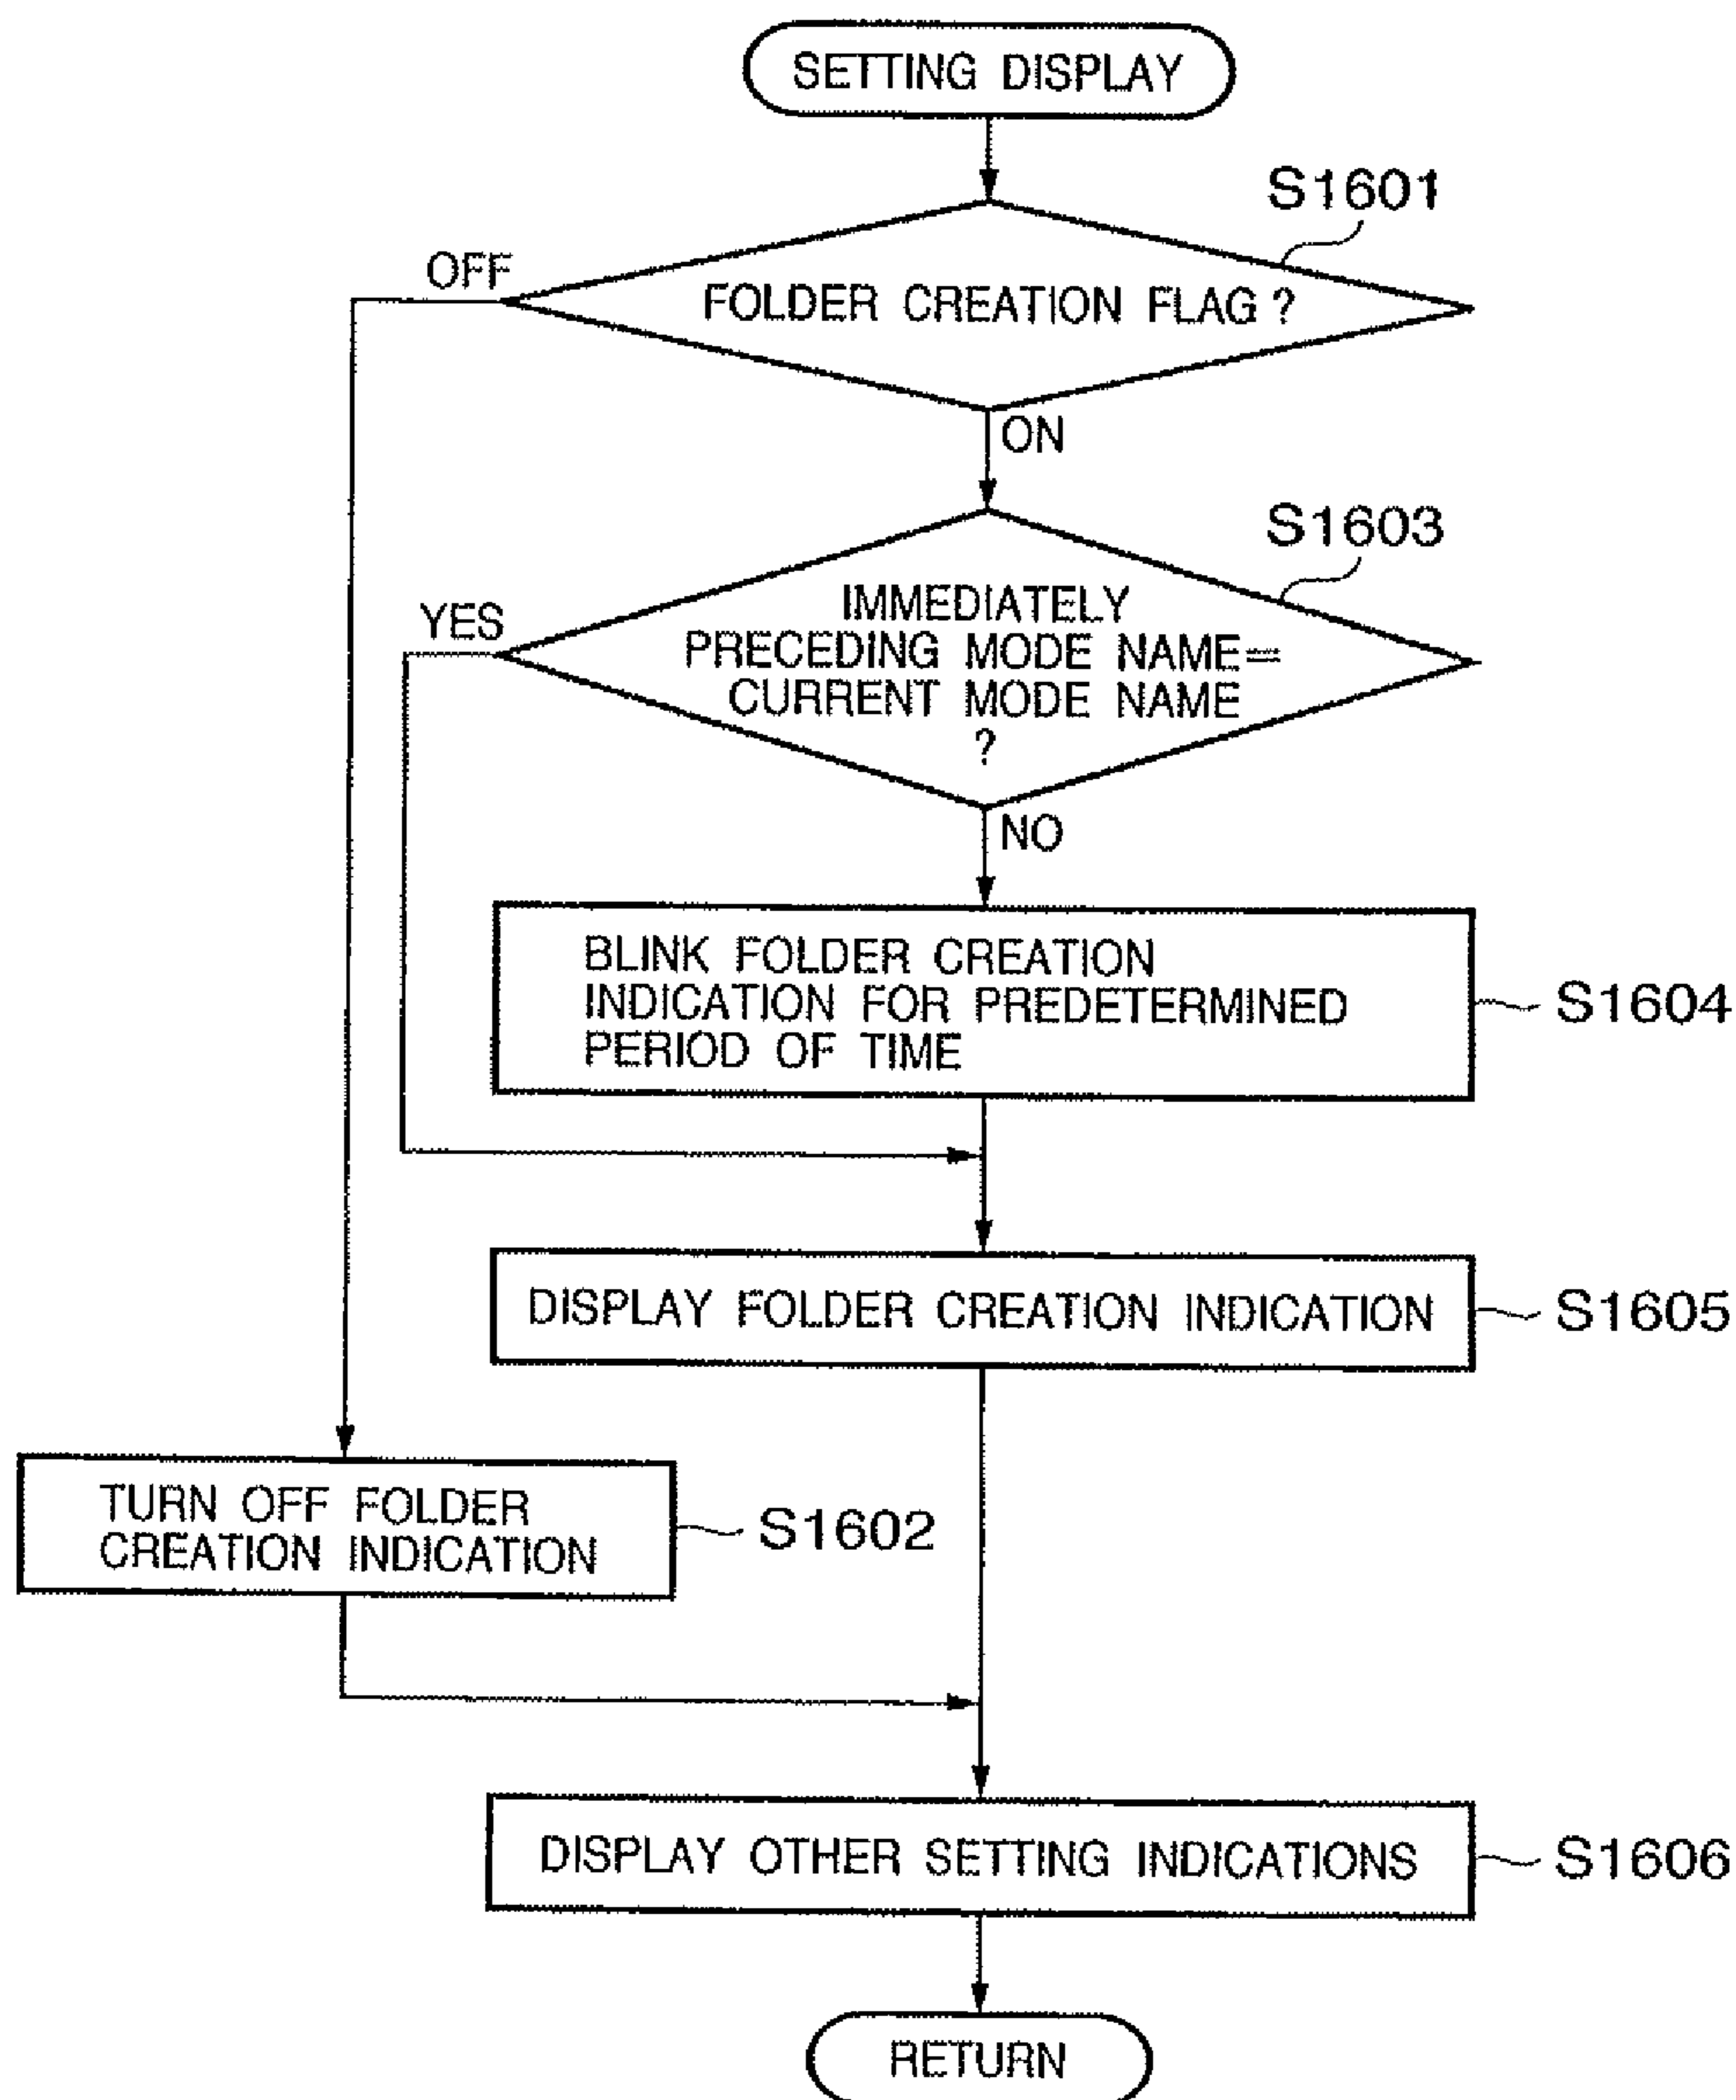 SETTING DISPLAY
S1601
OFF
FOLDER CREATION FLAG ?
ON
S1603
YES
IMMEDIATELY
PRECEDING MODE NAME=
CURRENT MODE NAME
?
NO
BLINK FOLDER CREATION
INDICATION FOR PREDETERMINED
PERIOD OF TIME
S1604
DISPLAY FOLDER CREATION INDICATION
S1605
TURN OFF FOLDER
CREATION INDICATION
S1602
DISPLAY OTHER SETTING INDICATIONS
S1606
RETURN